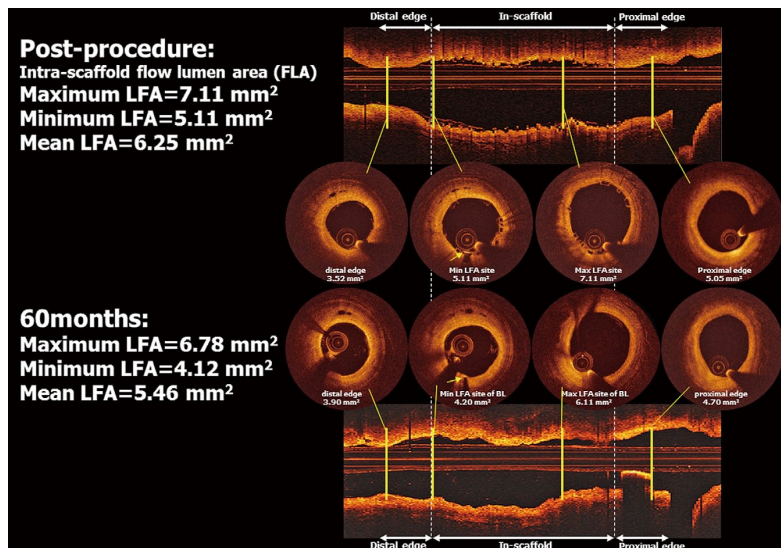 Distal edge In-scaffold Proximal edge
Post-procedure:
Intra-scaffold flow lumen area (FLA)
Maximum LFA=7.11 mm²
Minimum LFA=5.11 mm²
Mean LFA=6.25 mm²
distal edge
3.52 mm²
Min LFA site
5.11 mm²
Max LFA site
7.11 mm²
Proximal edge
5.05 mm²
60months:
Maximum LFA=6.78 mm²
Minimum LFA=4.12 mm²
Mean LFA=5.46 mm²
distal edge
3.90 mm²
Min LFA site of BL
4.20 mm²
Max LFA site of BL
6.11 mm²
proximal edge
4.70 mm²
Distal edge In-scaffold Proximal edge